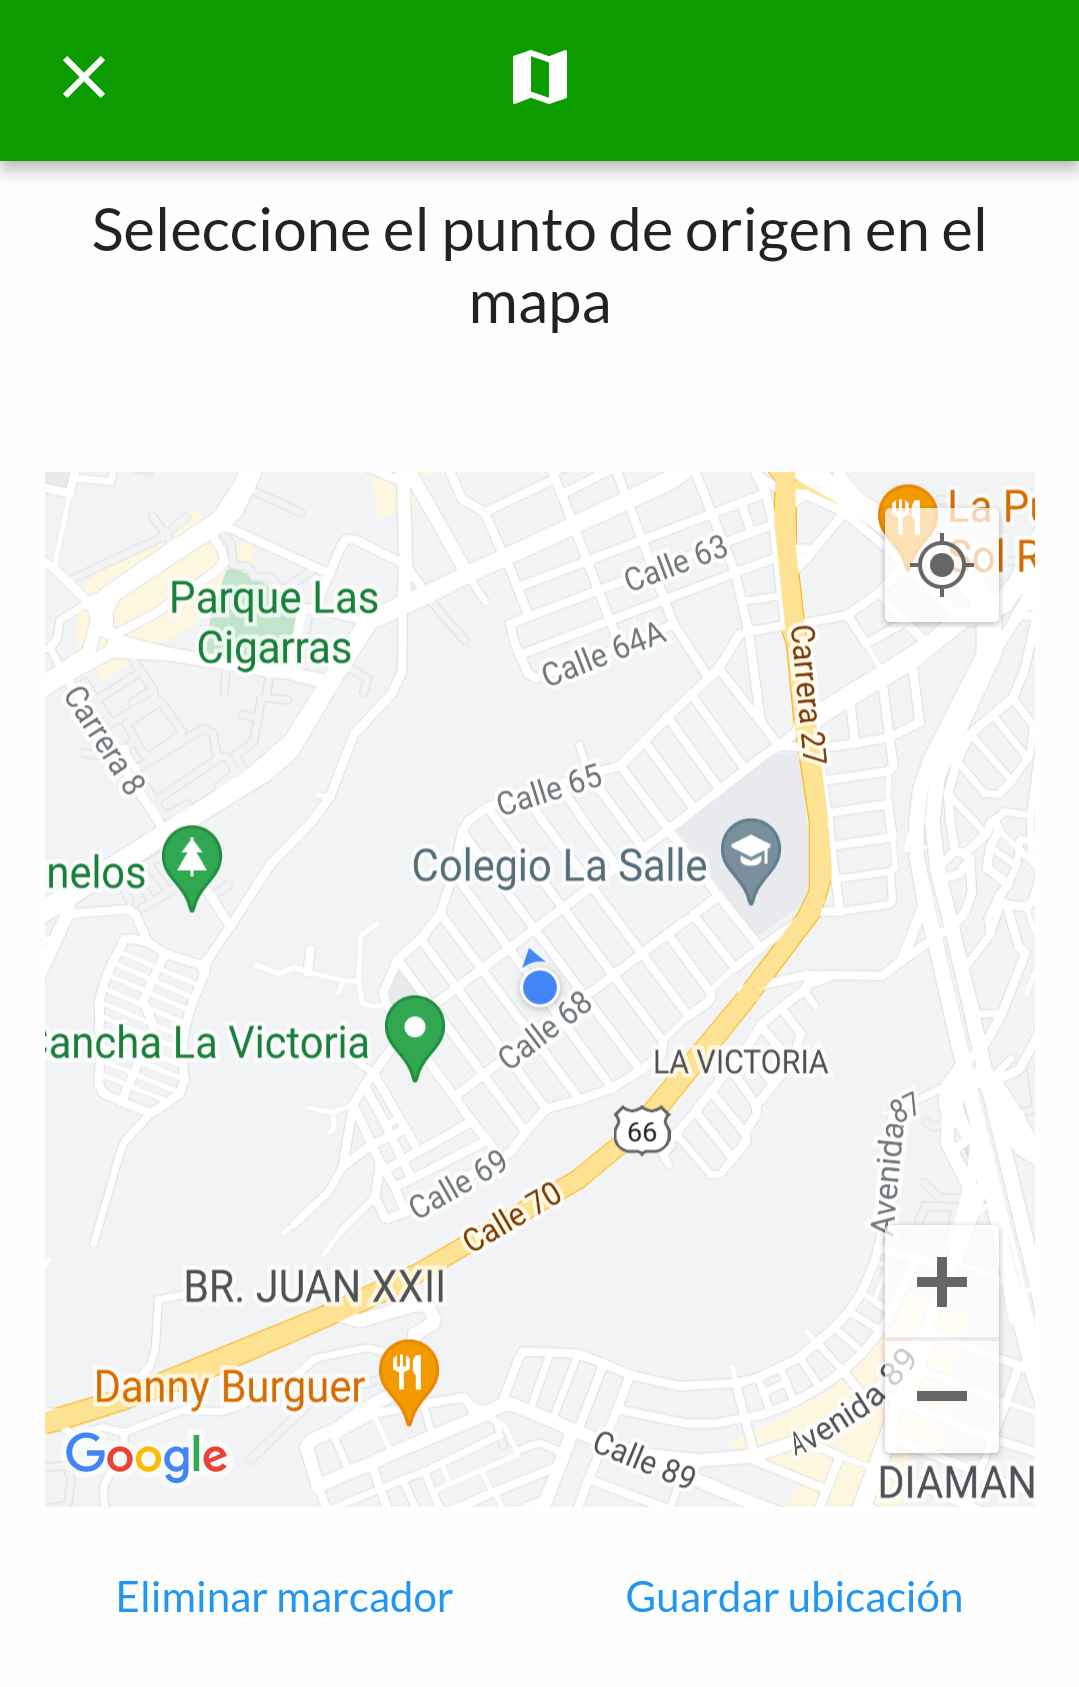 Seleccione el punto de origen en el
mapa
La Pu
Sol R
Calle 63
Parque Las
Cigarras
Calle 64A
Carrera 27
Carrera 8
Calle 65
Colegio La Salle
nelos
Calle 68
Cancha La Victoria
LA VICTORIA
66
Avenida 87
Calle 69
Calle 70
BR. JUAN XXII
Danny Burguer
Avenida 89
Google
Calle 89
DIAMAN
Eliminar marcador
Guardar ubicación